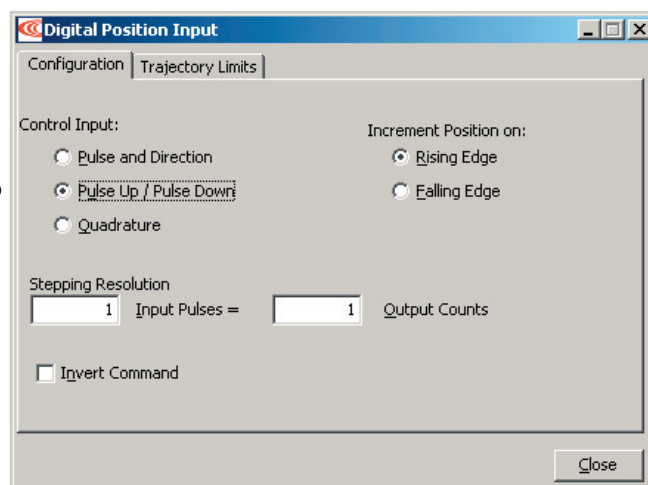 Digital Position Input
Configuration
Trajectory Limits
Control Input:
Pulse and Direction
Pulse Up / Pulse Down
Quadrature
Increment Position on:
Rising Edge
Falling Edge
Stepping Resolution
1 Input Pulses = 1 Output Counts
Invert Command
Close